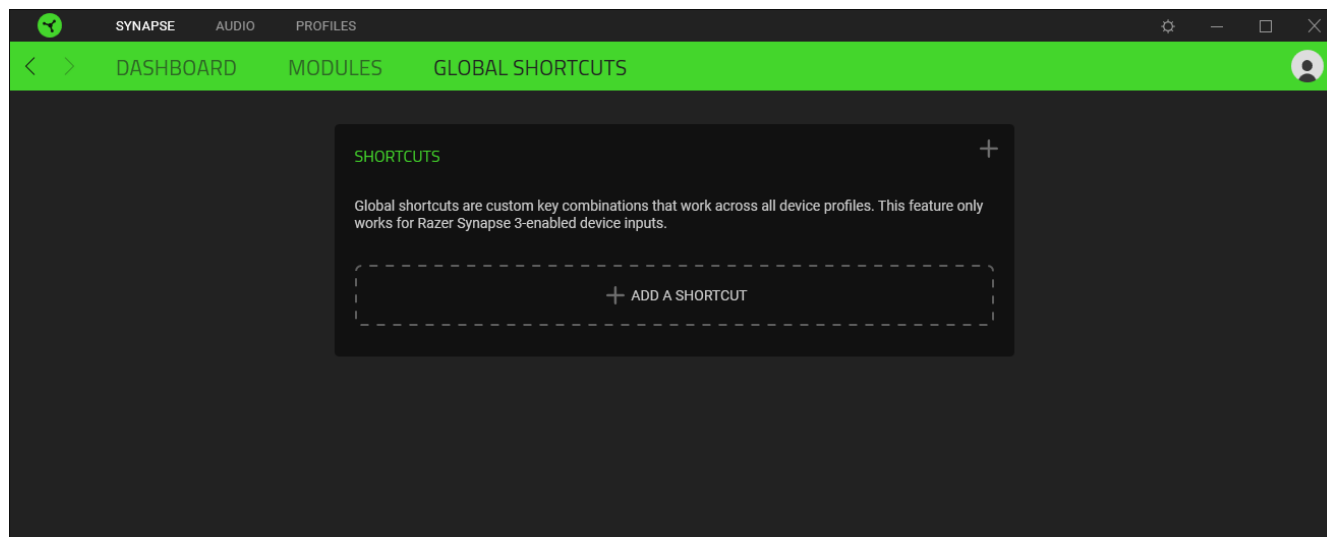 SYNAPSE AUDIO PROFILES
DASHBOARD MODULES GLOBAL SHORTCUTS
SHORTCUTS
Global shortcuts are custom key combinations that work across all device profiles. This feature only
works for Razer Synapse 3-enabled device inputs.
ADD A SHORTCUT